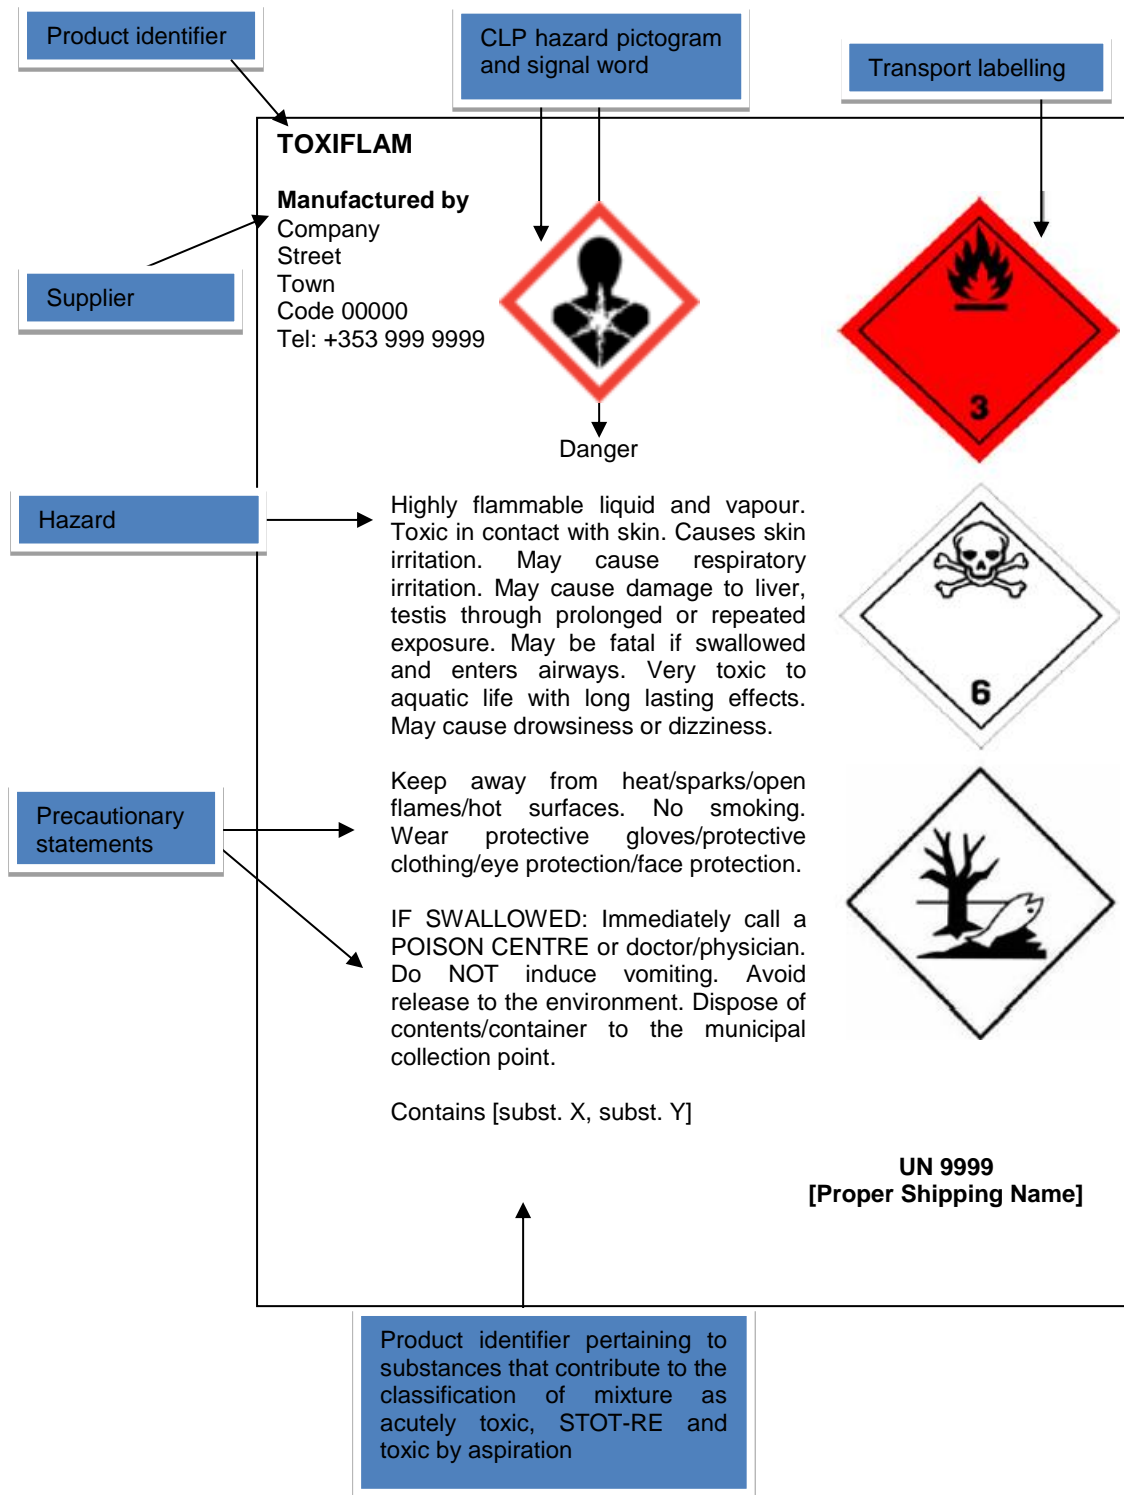 Product identifier
CLP hazard pictogram
and signal word
Transport labelling
TOXIFLAM
Manufactured by
Company
Street
Town
Code 00000
Tel: +353 999 9999
Supplier
3
Danger
Hazard
Highly flammable liquid and vapour.
Toxic in contact with skin. Causes skin
irritation. May cause respiratory
irritation. May cause damage to liver,
testis through prolonged or repeated
exposure. May be fatal if swallowed
and enters airways. Very toxic to
aquatic life with long lasting effects.
May cause drowsiness or dizziness.
6
Precautionary
statements
Keep away from heat/sparks/open
flames/hot surfaces. No smoking.
Wear protective gloves/protective
clothing/eye protection/face protection.
IF SWALLOWED: Immediately call a
POISON CENTRE or doctor/physician.
Do NOT induce vomiting. Avoid
release to the environment. Dispose of
contents/container to the municipal
collection point.
Contains [subst. X, subst. Y]
UN 9999
[Proper Shipping Name]
Product identifier pertaining to
substances that contribute to the
classification of mixture as
acutely toxic, STOT-RE and
toxic by aspiration